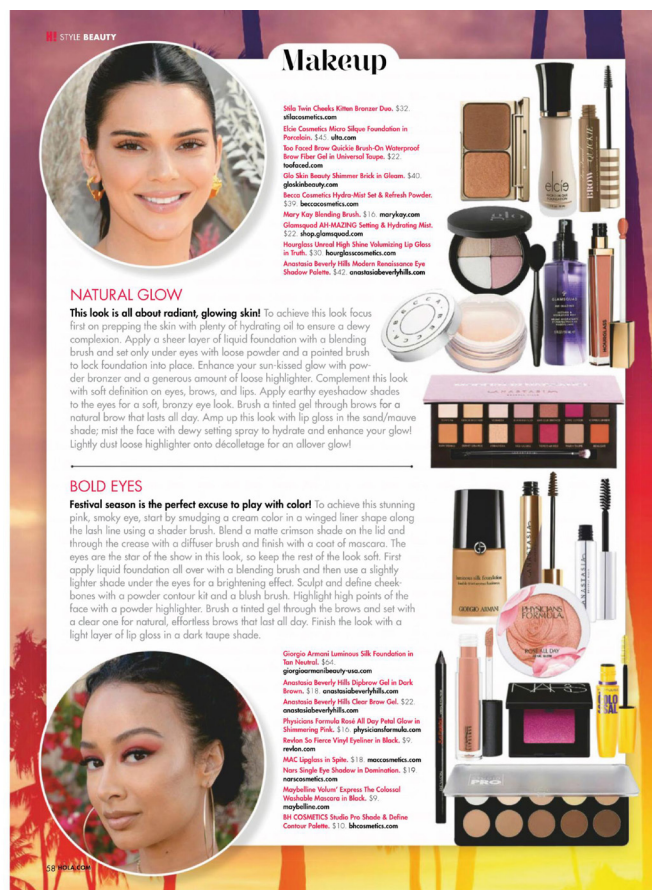 H! STYLE BEAUTY
Makeup
Stila Twin Cheeks Kitten Bronzer Duo. $32.
stilacosmetics.com
Elcie Cosmetics Micro Silque Foundation in
Porcelain. $45. ulta.com
Too Faced Brow Quickie Brush-On Waterproof
Brow Fiber Gel in Universal Taupe. $22.
toofaced.com
Glo Skin Beauty Shimmer Brick in Gleam. $40.
gloskinbeauty.com
Becca Cosmetics Hydra-Mist Set & Refresh Powder.
$39. beccacosmetics.com
Mary Kay Blending Brush. $16. marykay.com
Glamsquad AH-MAZING Setting & Hydrating Mist.
$22. shop.glamsquad.com
Hourglass Unreal High Shine Volumizing Lip Gloss
in Truth. $30. hourglasscosmetics.com
Anastasia Beverly Hills Modern Renaissance Eye
Shadow Palette. $42. anastasiabeverlyhills.com
elcie
BROW QUICKIE
glo
BECCA
GLAMSQUAD
HOURGLASS
NATURAL GLOW
This look is all about radiant, glowing skin! To achieve this look focus
first on prepping the skin with plenty of hydrating oil to ensure a dewy
complexion. Apply a sheer layer of liquid foundation with a blending
brush and set only under eyes with loose powder and a pointed brush
to lock foundation into place. Enhance your sun-kissed glow with pow-
der bronzer and a generous amount of loose highlighter. Complement this look
with soft definition on eyes, brows, and lips. Apply earthy eyeshadow shades
to the eyes for a soft, bronzy eye look. Brush a tinted gel through brows for a
natural brow that lasts all day. Amp up this look with lip gloss in the sand/mauve
shade; mist the face with dewy setting spray to hydrate and enhance your glow!
Lightly dust loose highlighter onto décolletage for an allover glow!
BOLD EYES
Festival season is the perfect excuse to play with color! To achieve this stunning
pink, smoky eye, start by smudging a cream color in a winged liner shape along
the lash line using a shader brush. Blend a matte crimson shade on the lid and
through the crease with a diffuser brush and finish with a coat of mascara. The
eyes are the star of the show in this look, so keep the rest of the look soft. First
apply liquid foundation all over with a blending brush and then use a slightly
lighter shade under the eyes for a brightening effect. Sculpt and define cheek-
bones with a powder contour kit and a blush brush. Highlight high points of the
face with a powder highlighter. Brush a tinted gel through the brows and set with
a clear one for natural, effortless brows that last all day. Finish the look with a
light layer of lip gloss in a dark taupe shade.
GIORGIO ARMANI
ANASTASIA
PHYSICIANS
FORMULA
ROSÉ ALL DAY
NARS
COLOSSAL
PRO
Giorgio Armani Luminous Silk Foundation in
Tan Neutral. $64.
giorgioarmanibeauty-usa.com
Anastasia Beverly Hills Dipbrow Gel in Dark
Brown. $18. anastasiabeverlyhills.com
Anastasia Beverly Hills Clear Brow Gel. $22.
anastasiabeverlyhills.com
Physicians Formula Rosé All Day Petal Glow in
Shimmering Pink. $16. physiciansformula.com
Revlon So Fierce Vinyl Eyeliner in Black. $9.
revlon.com
MAC Lipglass in Spite. $18. maccosmetics.com
Nars Single Eye Shadow in Domination. $19.
narscosmetics.com
Maybelline Volum' Express The Colossal
Washable Mascara in Black. $9.
maybelline.com
BH COSMETICS Studio Pro Shade & Define
Contour Palette. $10. bhcosmetics.com
58 HOLA.COM